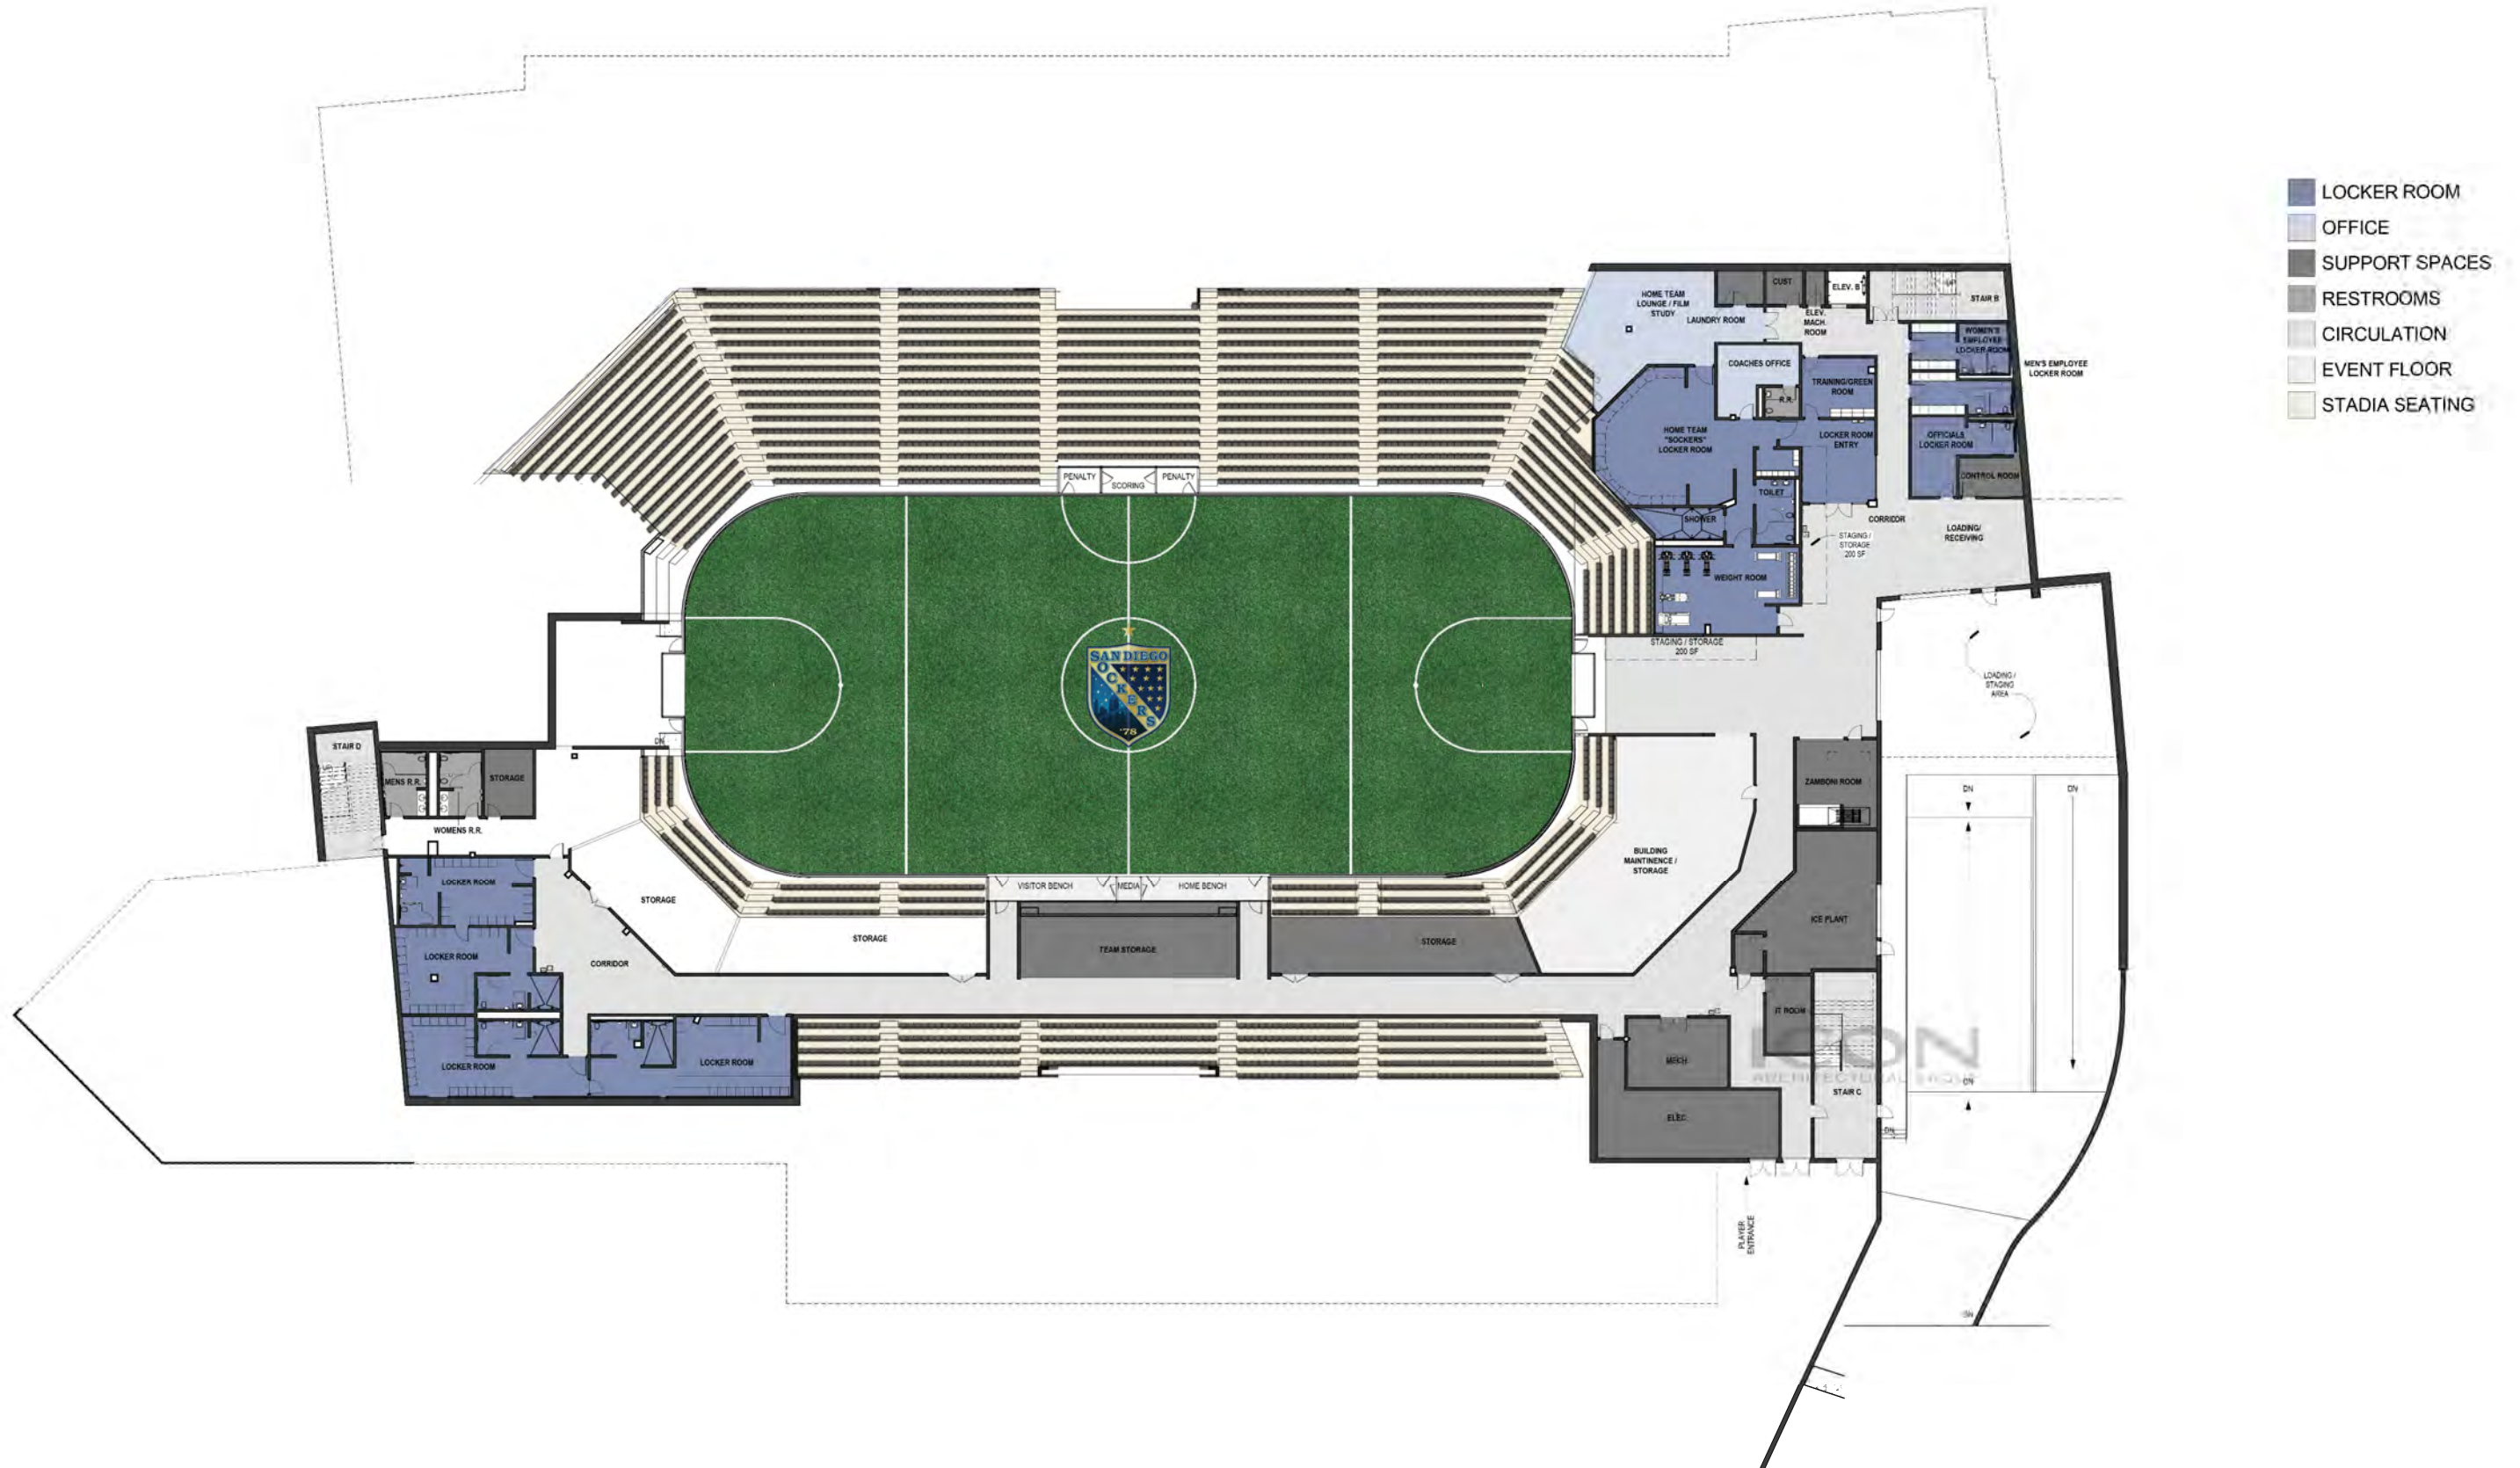 LOCKER ROOM
OFFICE
SUPPORT SPACES
RESTROOMS
CIRCULATION
EVENT FLOOR
STADIA SEATING
HOME TEAM
LOUNGE / FILM
STUDY
LAUNDRY ROOM
CUST
ELEV. B
ELEV.
MACH.
ROOM
STAIR B
WOMEN'S
EMPLOYEE
LOCKER ROOM
MEN'S EMPLOYEE
LOCKER ROOM
COACHES OFFICE
R.R.
TRAINING/GREEN
ROOM
HOME TEAM
"SOCKERS"
LOCKER ROOM
LOCKER ROOM
ENTRY
OFFICIALS
LOCKER ROOM
CONTROL ROOM
TOILET
SHOWER
CORRIDOR
LOADING/
RECEIVING
STAGING /
STORAGE
200 SF
WEIGHT ROOM
STAGING / STORAGE
200 SF
PENALTY
SCORING
PENALTY
SAN DIEGO
SOCKERS
'78
LOADING /
STAGING
AREA
STAIR D
DN
MENS R.R.
STORAGE
WOMENS R.R.
ZAMBONI ROOM
DN
DN
BUILDING
MAINTINENCE /
STORAGE
LOCKER ROOM
STORAGE
VISITOR BENCH
MEDIA
HOME BENCH
ICE PLANT
STORAGE
TEAM STORAGE
STORAGE
LOCKER ROOM
CORRIDOR
IT ROOM
ICON
ARCHITECTURAL GROUP
LOCKER ROOM
LOCKER ROOM
MECH
DN
STAIR C
ELEC
DN
PLAYER
ENTRANCE
DN